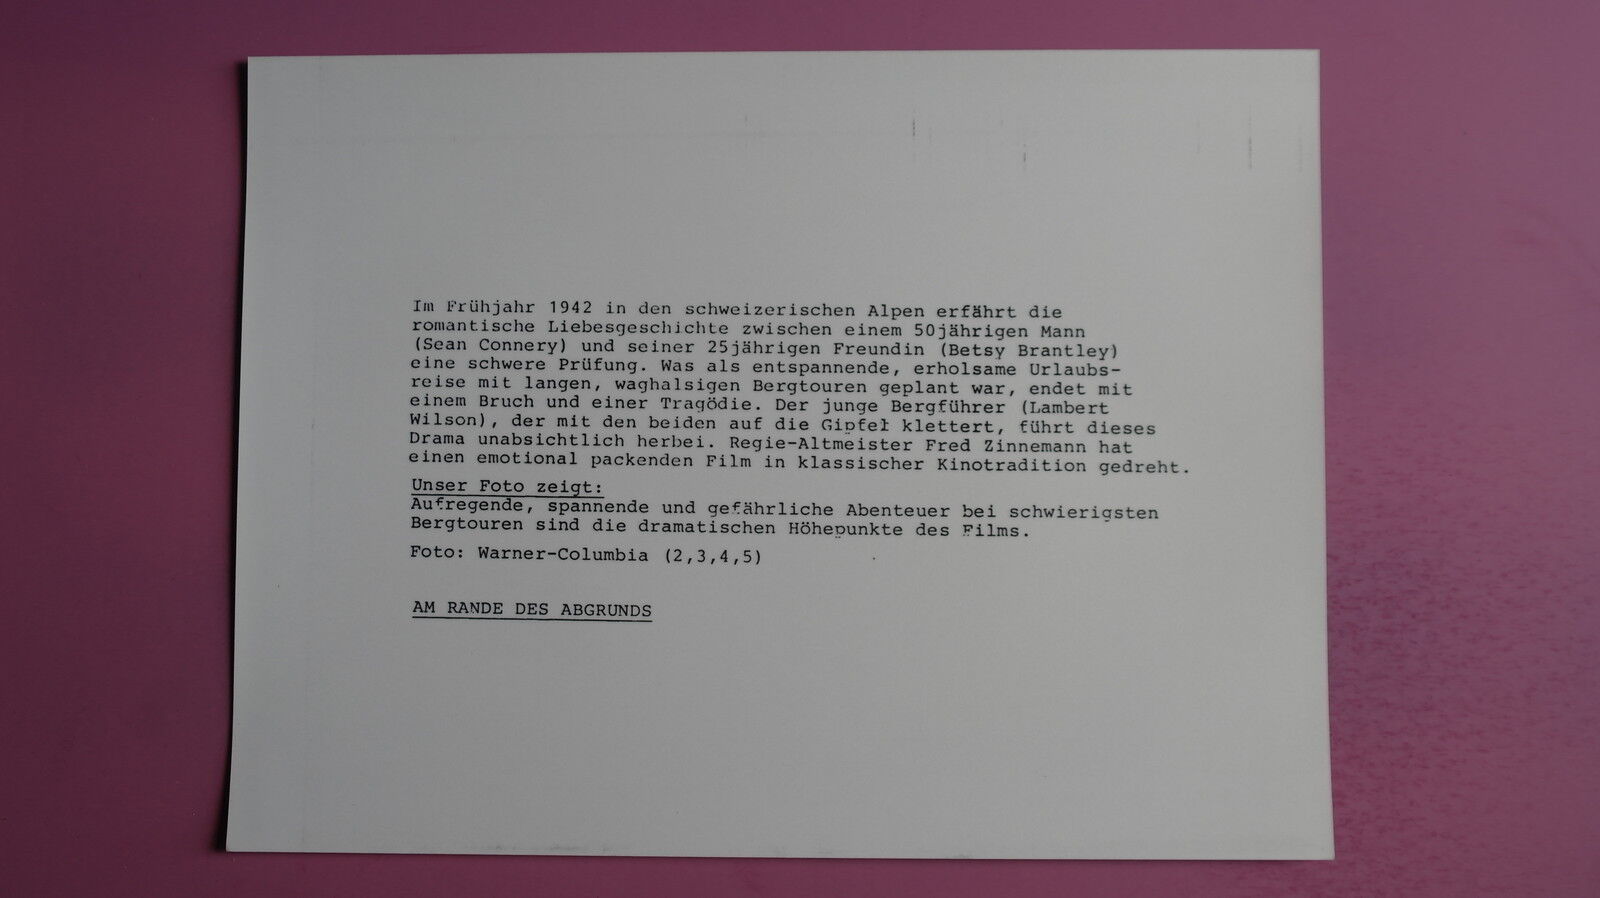 Im Frühjahr 1942 in den schweizerischen Alpen erfährt die
romantische Liebesgeschichte zwischen einem 50jährigen Mann
(Sean Connery) und seiner 25jährigen Freundin (Betsy Brantley)
eine schwere Prüfung. Was als entspannende, erholsame Urlaubs-
reise mit langen, waghalsigen Bergtouren geplant war, endet mit
einem Bruch und einer Tragödie. Der junge Bergführer (Lambert
Wilson), der mit den beiden auf die Gipfel klettert, führt dieses
Drama unabsichtlich herbei. Regie-Altmeister Fred Zinnemann hat
einen emotional packenden Film in klassischer Kinotradition gedreht.
Unser Foto zeigt:
Aufregende, spannende und gefährliche Abenteuer bei schwierigsten
Bergtouren sind die dramatischen Höhepunkte des Films.
Foto: Warner-Columbia (2,3,4,5)
AM RANDE DES ABGRUNDS